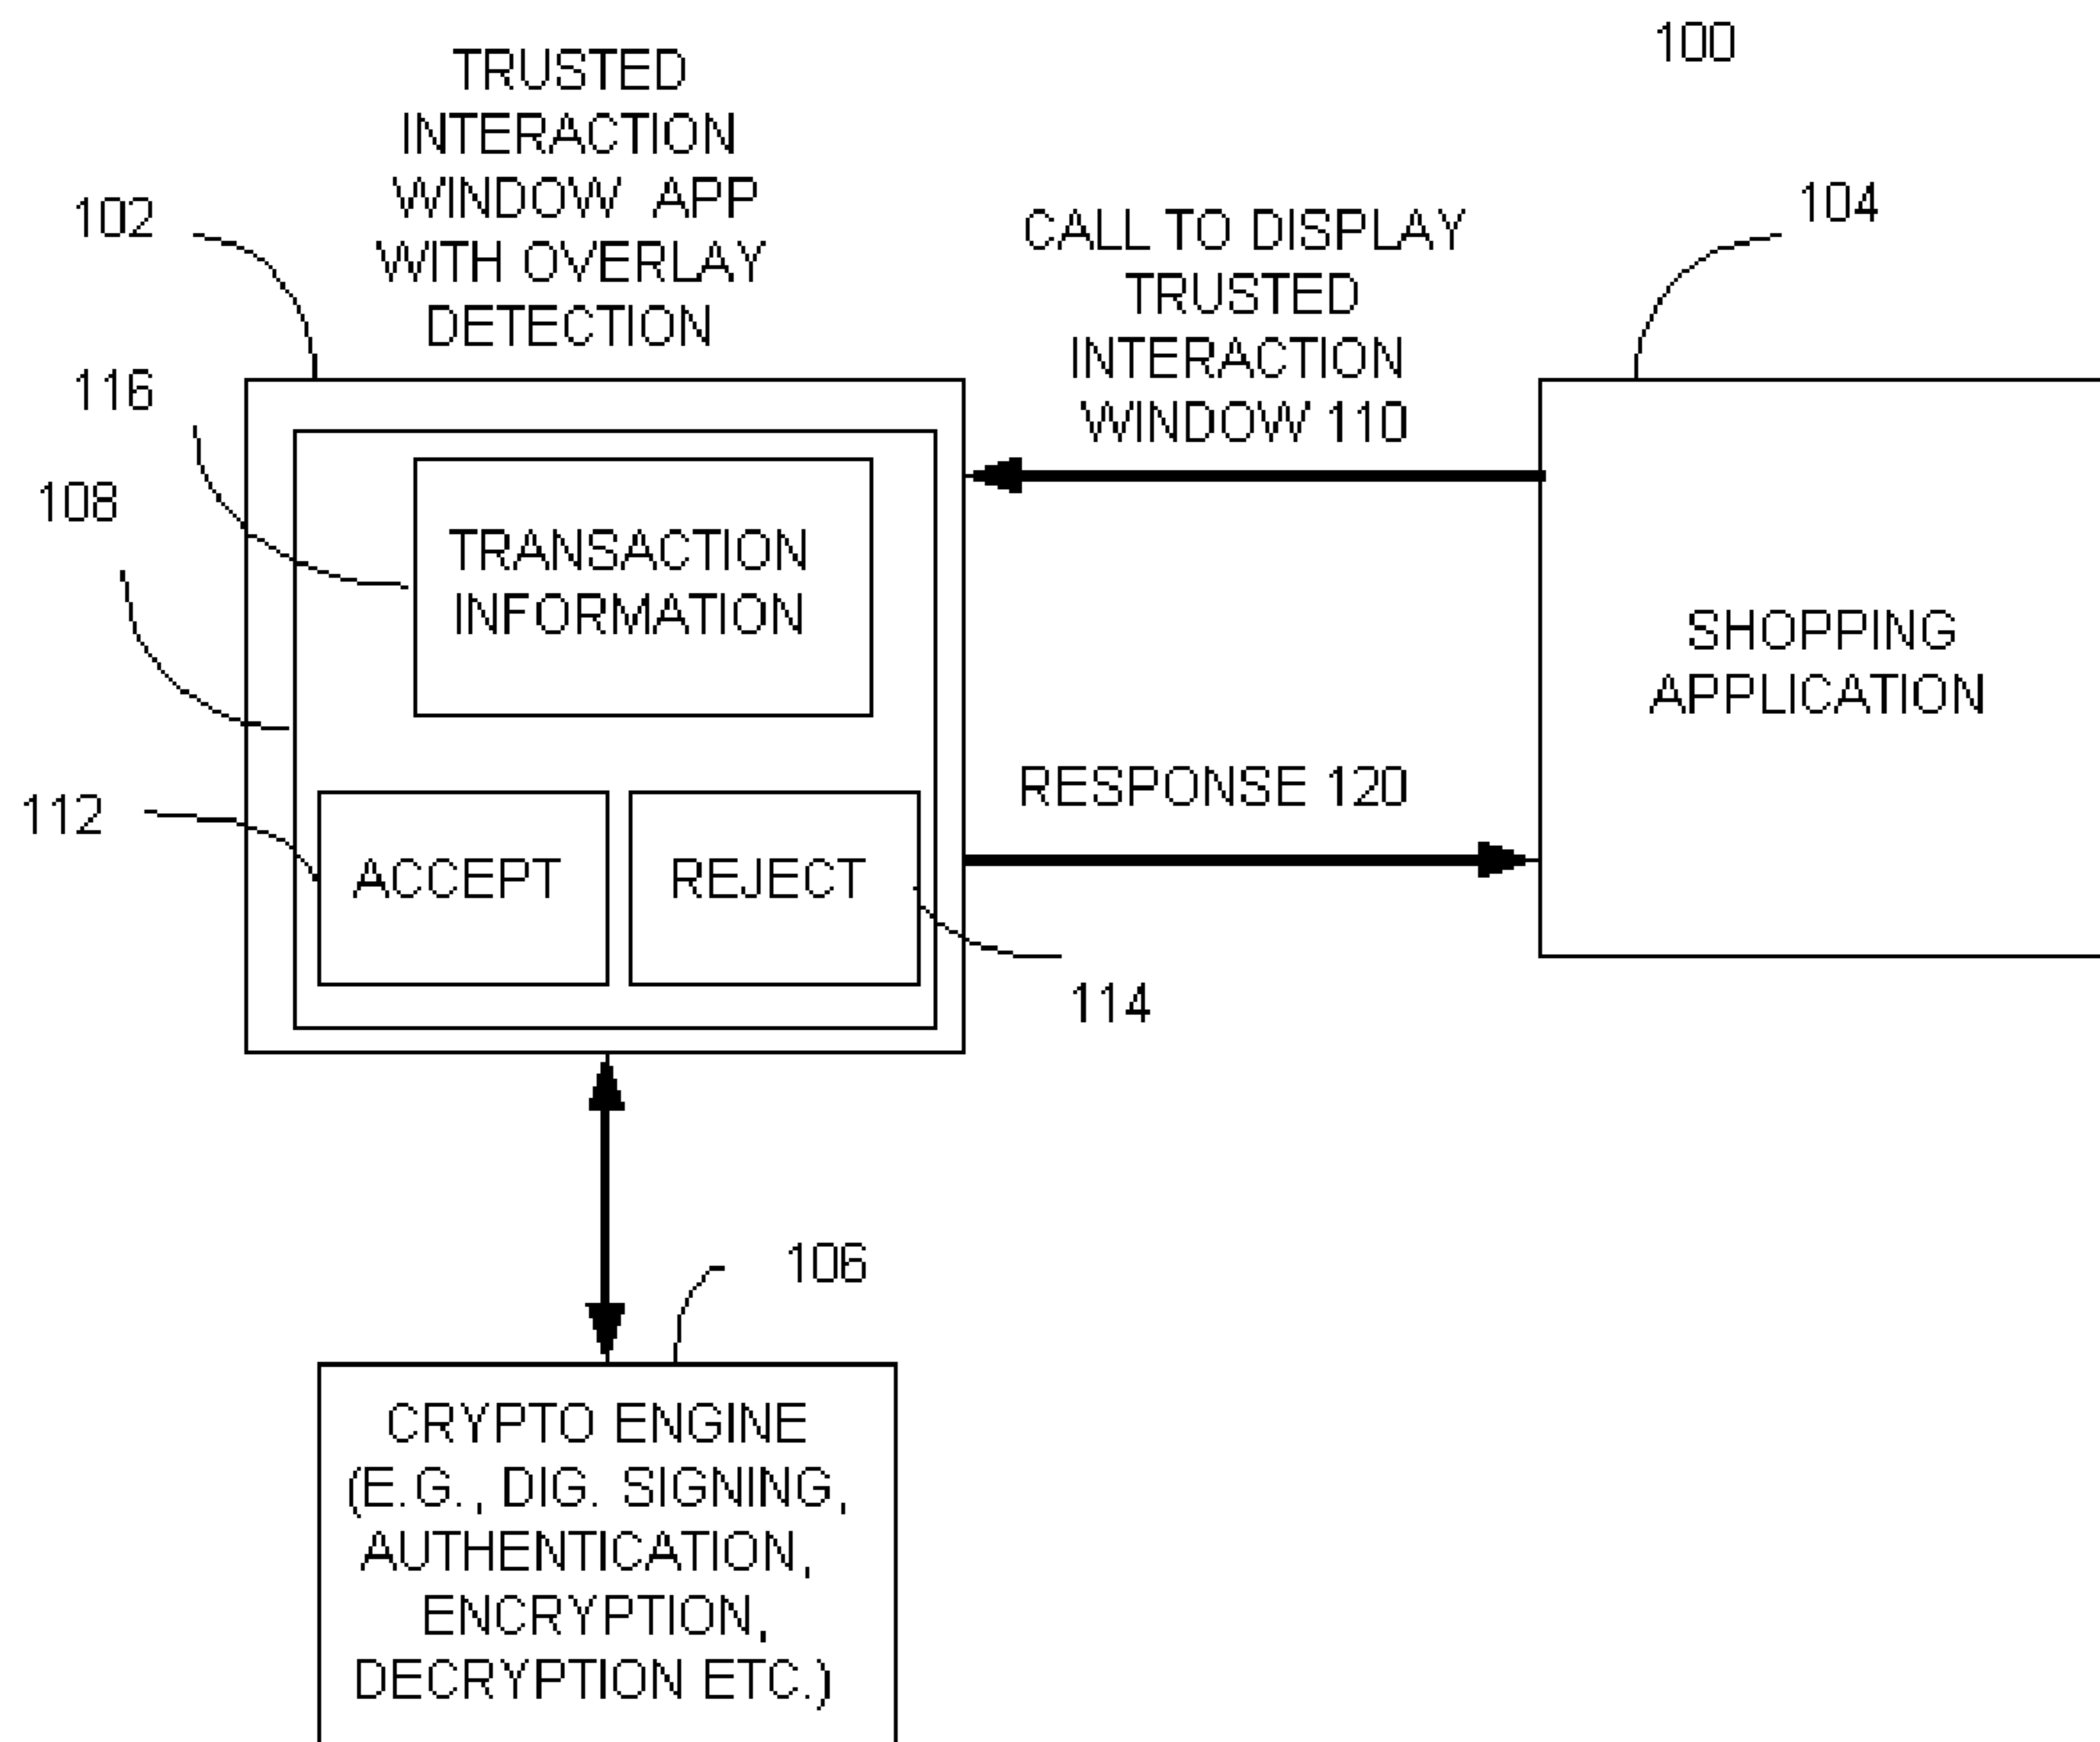 100
TRUSTED
INTERACTION
WINDOW APP
WITH OVERLAY
DETECTION
102
104
CALL TO DISPLAY
TRUSTED
INTERACTION
WINDOW 110
116
108
TRANSACTION
INFORMATION
SHOPPING
APPLICATION
RESPONSE 120
112
ACCEPT
REJECT
114
106
CRYPTO ENGINE
(E.G., DIG. SIGNING,
AUTHENTICATION,
ENCRYPTION,
DECRYPTION ETC.)